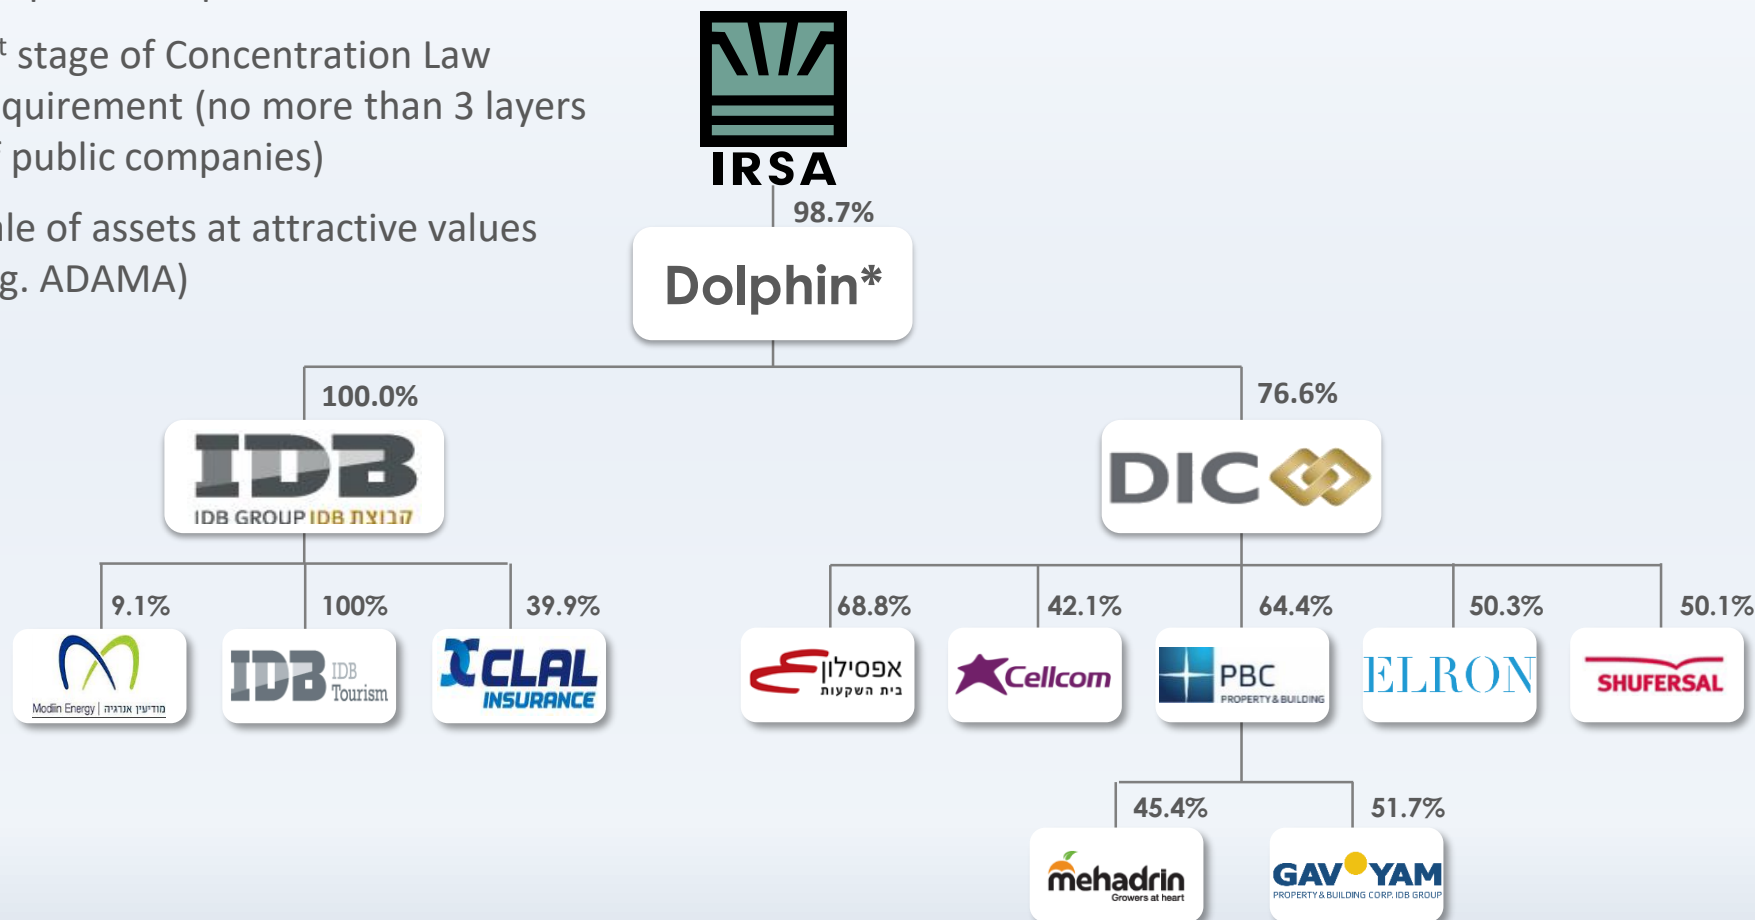 t stage of Concentration Law
quirement (no more than 3 layers
f public companies)
ale of assets at attractive values
g. ADAMA)
IRSA
98.7%
Dolphin*
100.0%
76.6%
IDB
IDB GROUP קבוצת IDB
DIC
9.1%
100%
39.9%
68.8%
42.1%
64.4%
50.3%
50.1%
Modiin Energy | מודיעין אנרגיה
IDB
IDB
Tourism
CLAL
INSURANCE
אפסילון
בית השקעות
Cellcom
PBC
PROPERTY & BUILDING
ELRON
SHUFERSAL
45.4%
51.7%
mehadrin
Growers at heart
GAV YAM
PROPERTY & BUILDING CORP. IDB GROUP